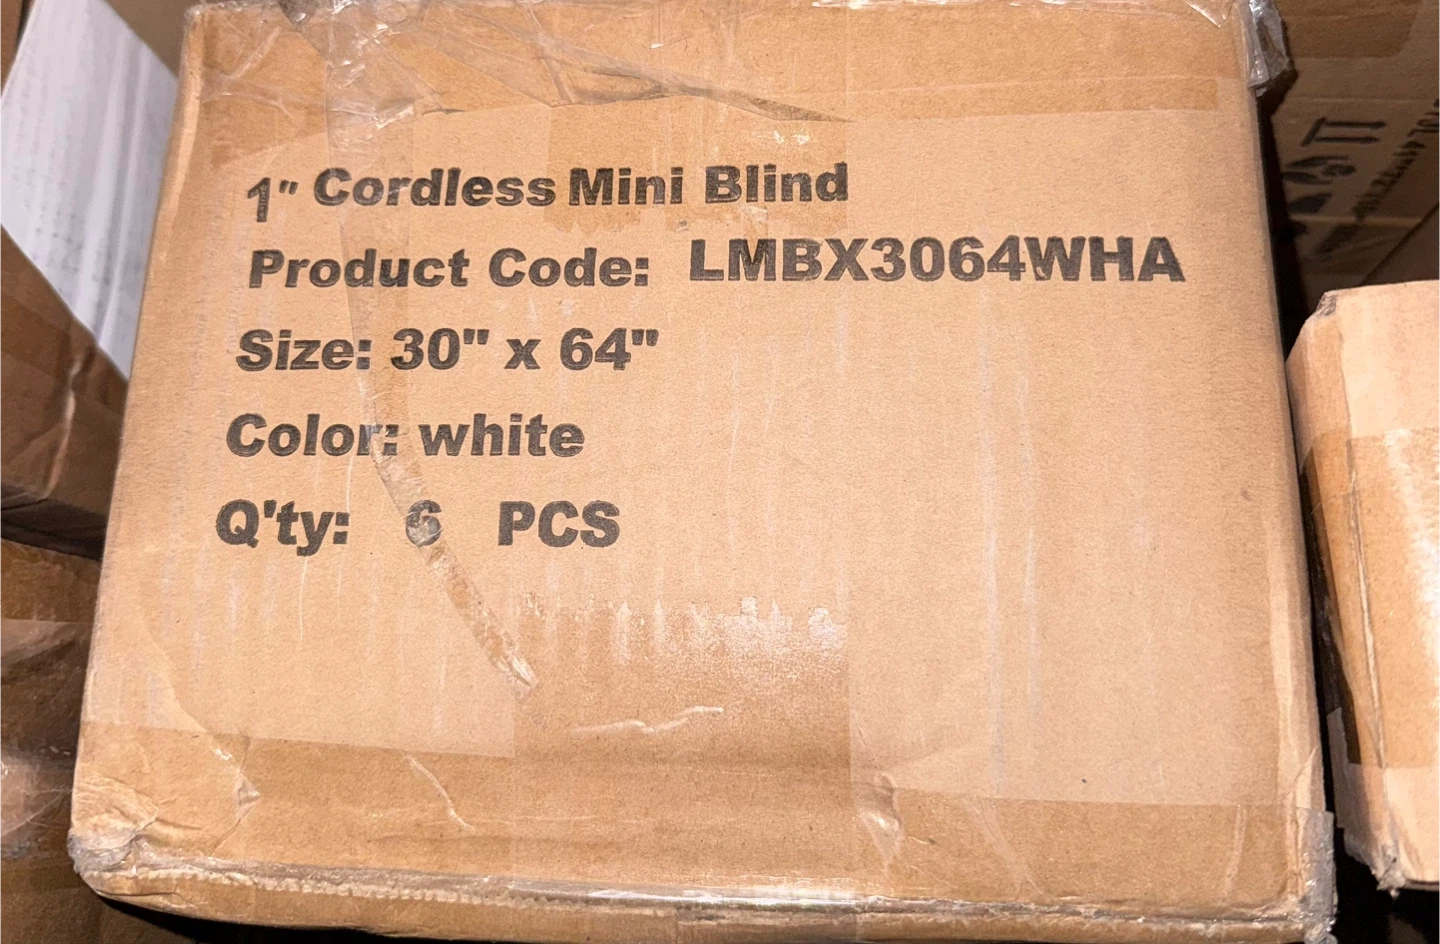 1" Cordless Mini Blind
Product Code: LMBX3064WHA
Size: 30" x 64"
Color: white
Q'ty: 6 PCS